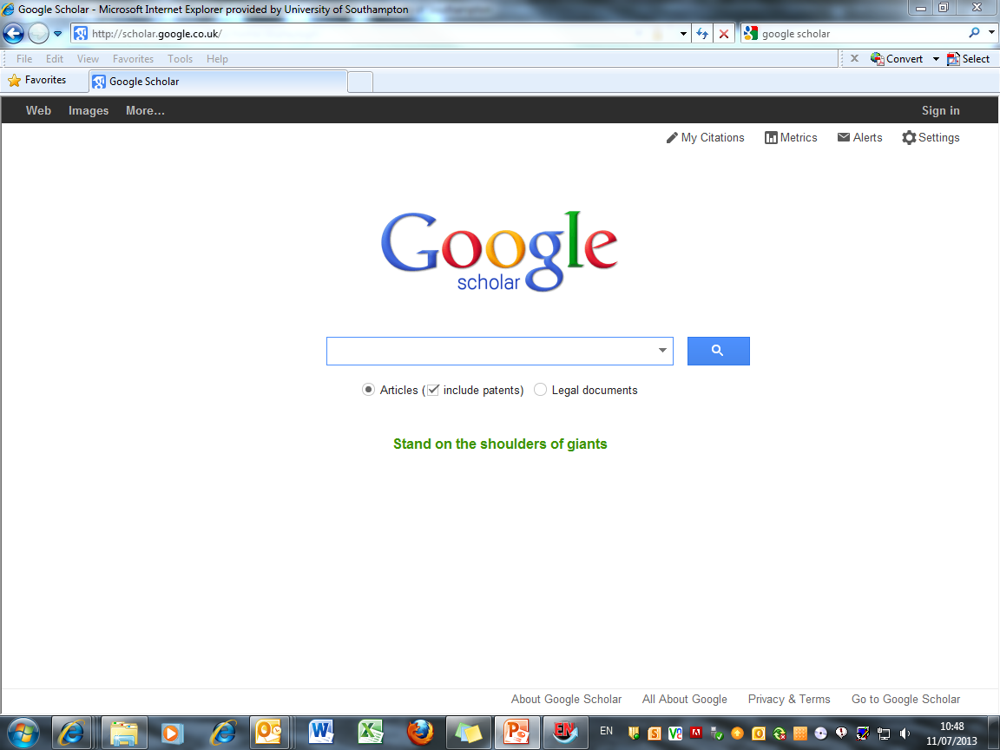 Google Scholar - Microsoft Internet Explorer provided by University of Southampton
http://scholar.google.co.uk/
google scholar
File Edit View Favorites Tools Help
Convert Select
Favorites Google Scholar
Web Images More... Sign in
My Citations Metrics Alerts Settings
Google
scholar
Articles ( include patents) Legal documents
Stand on the shoulders of giants
About Google Scholar All About Google Privacy & Terms Go to Google Scholar
EN 10:48
11/07/2013